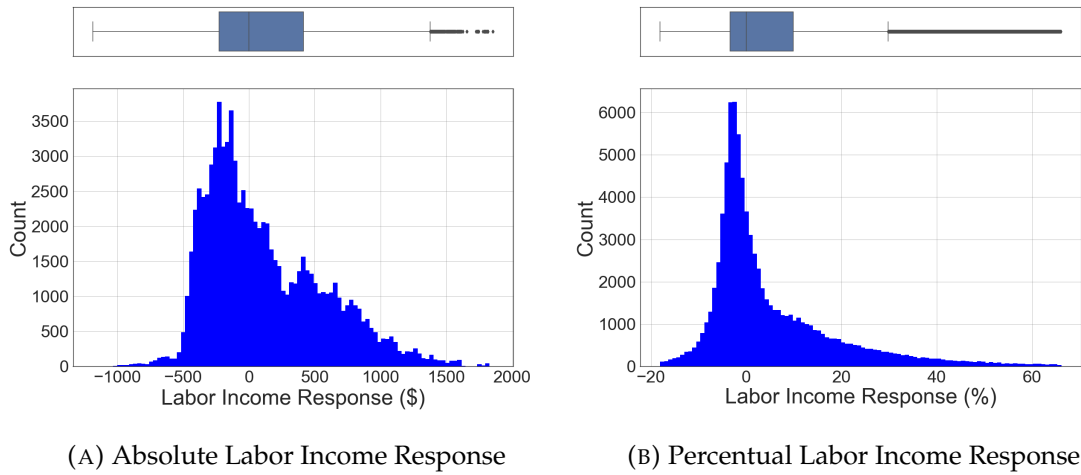 3500
3000
2500
2000
1500
1000
500
0
Count
−1000 −500 0 500 1000 1500 2000
Labor Income Response ($)
(A) Absolute Labor Income Response
6000
5000
4000
3000
2000
1000
0
Count
−20 0 20 40 60
Labor Income Response (%)
(B) Percentual Labor Income Response